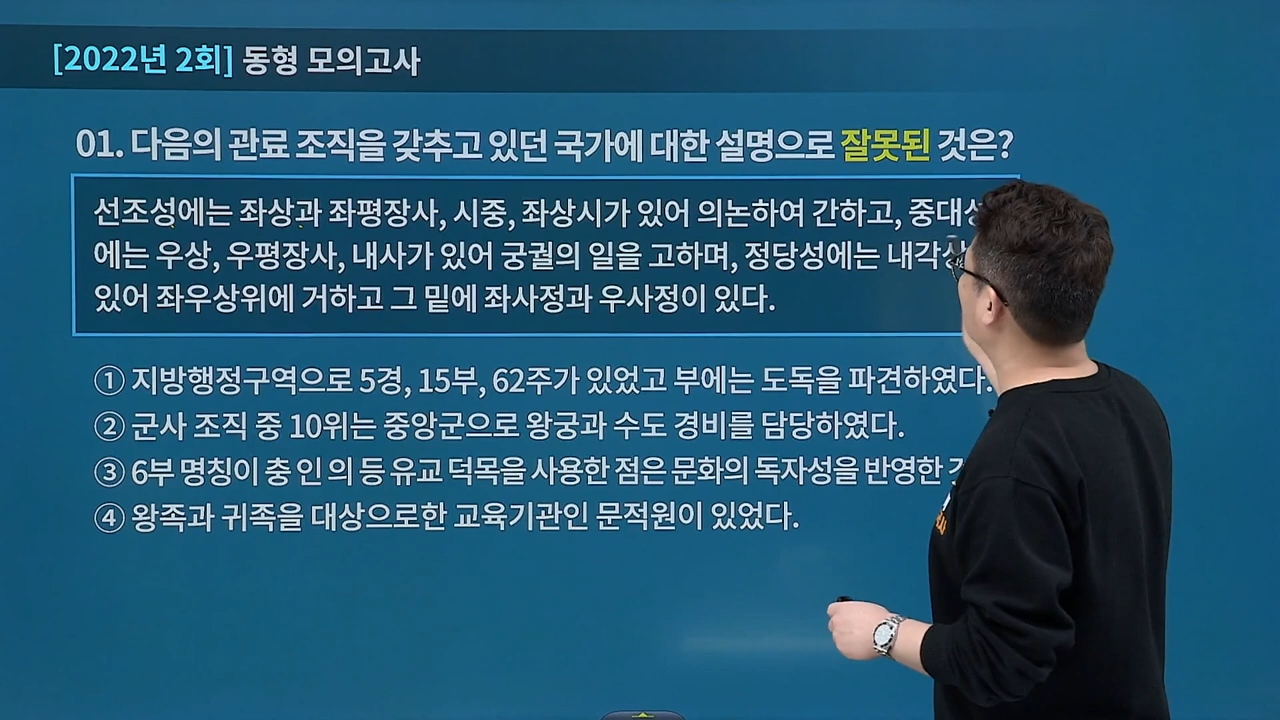 [2022년 2회] 동형 모의고사
01. 다음의 관료 조직을 갖추고 있던 국가에 대한 설명으로 잘못된 것은?
선조성에는 좌상과 좌평장사, 시중, 좌상시가 있어 의논하여 간하고, 중대성
에는 우상, 우평장사, 내사가 있어 궁궐의 일을 고하며, 정당성에는 내각상
있어 좌우상위에 거하고 그 밑에 좌사정과 우사정이 있다.
① 지방행정구역으로 5경, 15부, 62주가 있었고 부에는 도독을 파견하였다.
② 군사 조직 중 10위는 중앙군으로 왕궁과 수도 경비를 담당하였다.
③ 6부 명칭이 충 인 의 등 유교 덕목을 사용한 점은 문화의 독자성을 반영한
④ 왕족과 귀족을 대상으로한 교육기관인 문적원이 있었다.